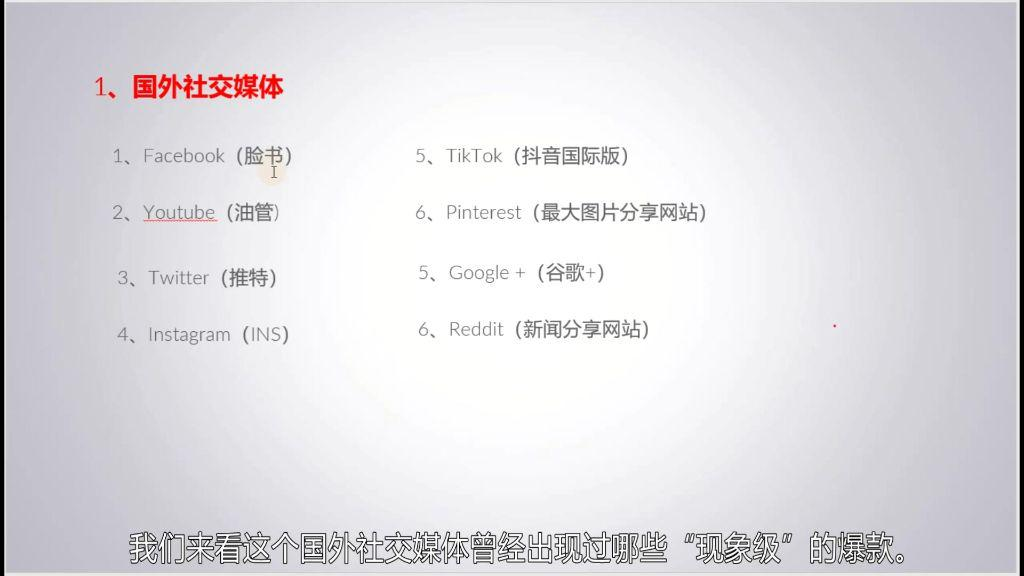 1、国外社交媒体
1、Facebook（脸书）
2、Youtube（油管）
3、Twitter（推特）
4、Instagram（INS）
5、TikTok（抖音国际版）
6、Pinterest（最大图片分享网站）
5、Google +（谷歌+）
6、Reddit（新闻分享网站）
我们来看这个国外社交媒体曾经出现过哪些“现象级”的爆款。